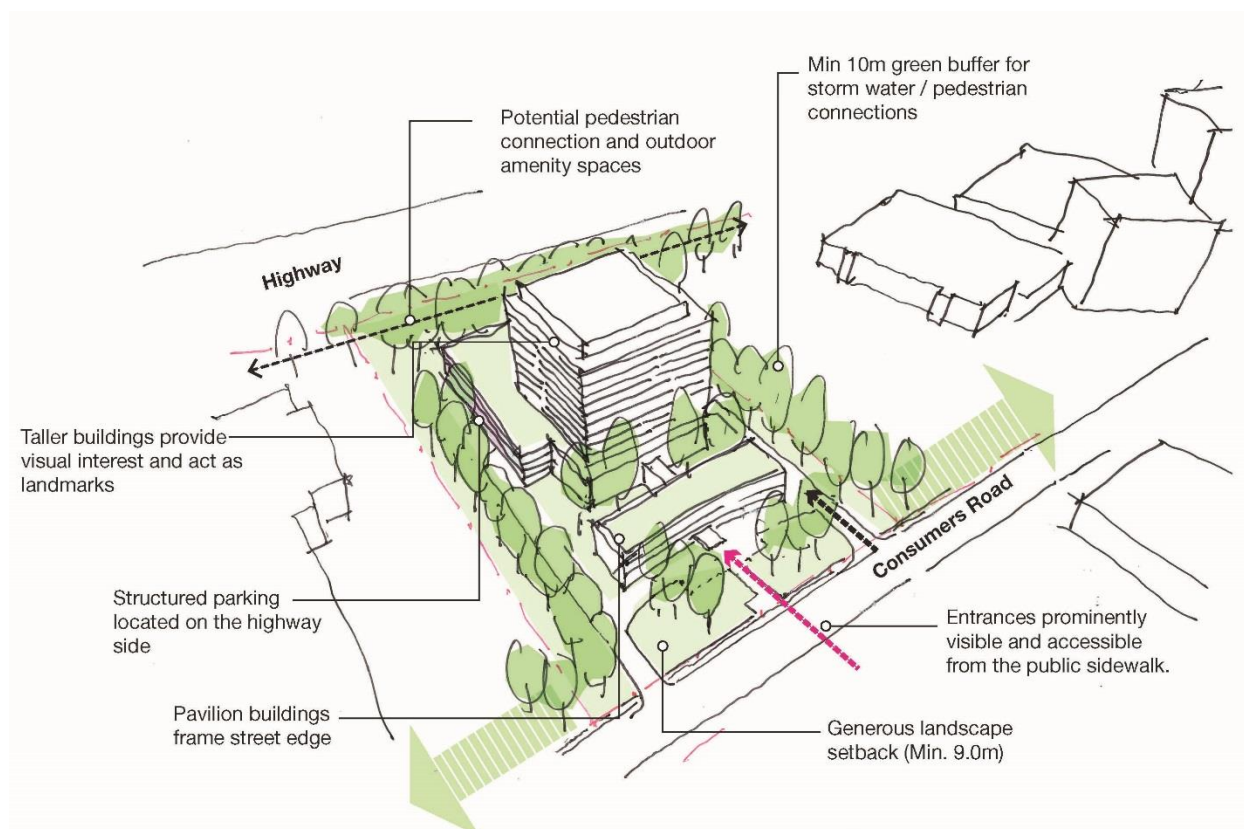 Min 10m green buffer for
storm water / pedestrian
connections
Potential pedestrian
connection and outdoor
amenity spaces
Highway
Taller buildings provide
visual interest and act as
landmarks
Consumers Road
Structured parking
located on the highway
side
Entrances prominently
visible and accessible
from the public sidewalk.
Pavilion buildings
frame street edge
Generous landscape
setback (Min. 9.0m)